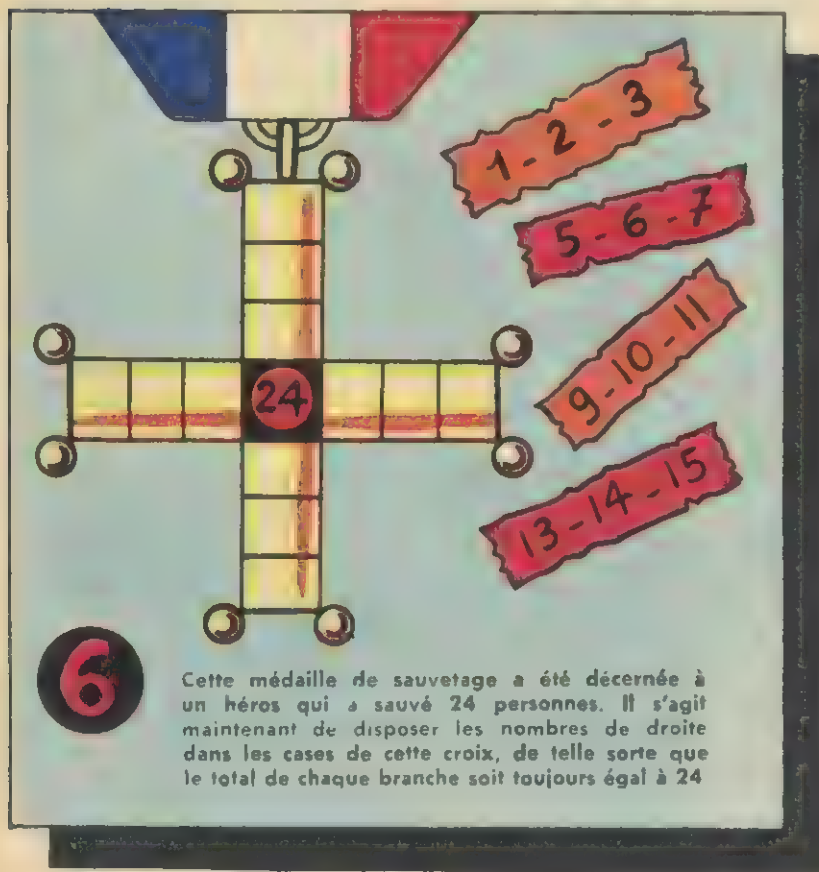 1 - 2 - 3
5 - 6 - 7
9 - 10 - 11
24
13 - 14 - 15
6
Cette médaille de sauvetage a été décernée à
un héros qui a sauvé 24 personnes. Il s'agit
maintenant de disposer les nombres de droite
dans les cases de cette croix, de telle sorte que
le total de chaque branche soit toujours égal à 24